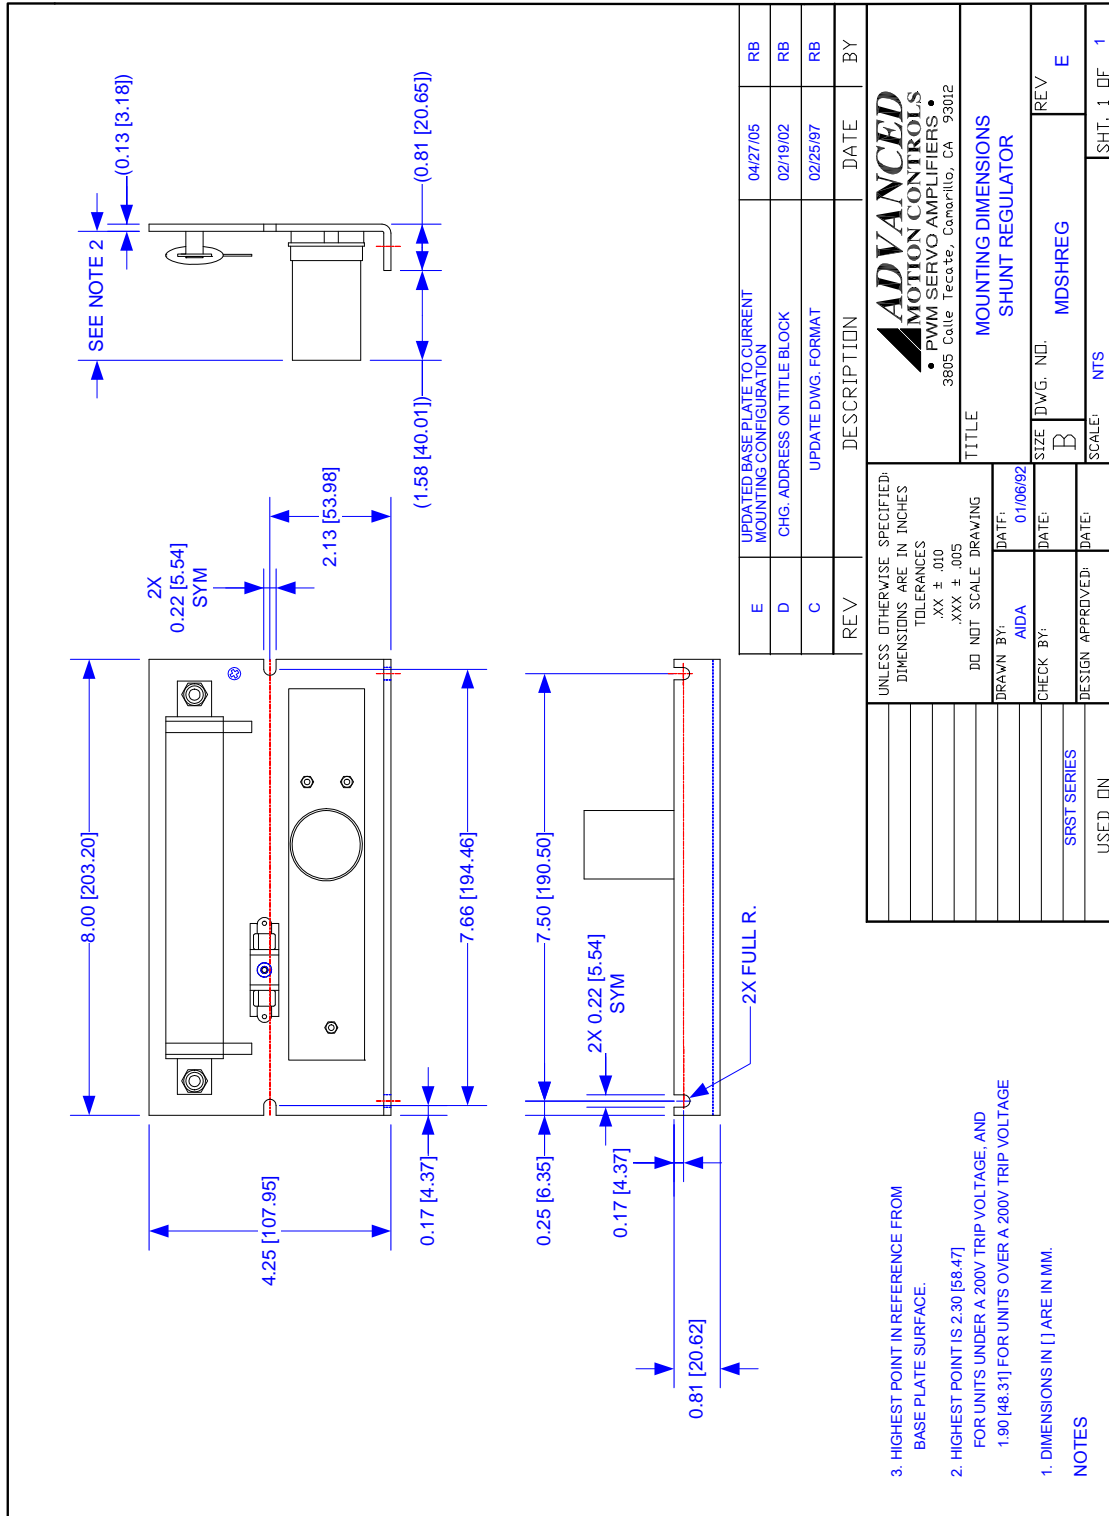 8.00 [203.20]
4.25 [107.95]
2X
0.22 [5.54]
SYM
2.13 [53.98]
7.66 [194.46]
0.17 [4.37]
SEE NOTE 2
(0.13 [3.18])
(0.81 [20.65])
(1.58 [40.01])
7.50 [190.50]
0.25 [6.35]
2X 0.22 [5.54]
SYM
0.17 [4.37]
0.81 [20.62]
2X FULL R.
3. HIGHEST POINT IN REFERENCE FROM
BASE PLATE SURFACE.
2. HIGHEST POINT IS 2.30 [58.47]
FOR UNITS UNDER A 200V TRIP VOLTAGE, AND
1.90 [48.31] FOR UNITS OVER A 200V TRIP VOLTAGE
1. DIMENSIONS IN [ ] ARE IN MM.
NOTES
E UPDATED BASE PLATE TO CURRENT
MOUNTING CONFIGURATION 04/27/05 RB
D CHG. ADDRESS ON TITLE BLOCK 02/19/02 RB
C UPDATE DWG. FORMAT 02/25/97 RB
REV DESCRIPTION DATE BY
SRST SERIES
USED ON
UNLESS OTHERWISE SPECIFIED:
DIMENSIONS ARE IN INCHES
TOLERANCES
.XX ± .010
.XXX ± .005
DO NOT SCALE DRAWING
DRAWN BY: DATE:
AIDA 01/06/92
CHECK BY: DATE:
DESIGN APPROVED: DATE:
ADVANCED
MOTION CONTROLS
• PWM SERVO AMPLIFIERS •
3805 Calle Tecate, Camarillo, CA 93012
TITLE
MOUNTING DIMENSIONS
SHUNT REGULATOR
SIZE DWG. NO. REV
B MDSHREG E
SCALE: NTS SHT. 1 OF 1